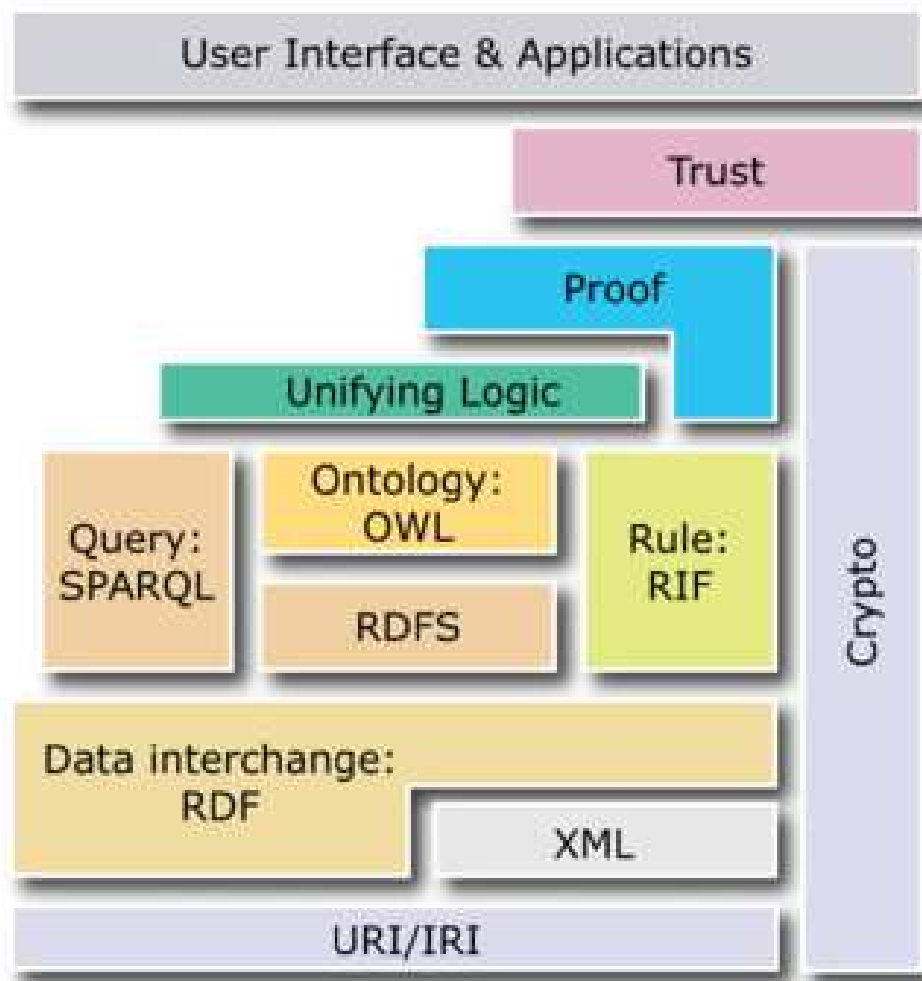 User Interface & Applications
Trust
Proof
Unifying Logic
Query:
SPARQL
Ontology:
OWL
RDFS
Rule:
RIF
Crypto
Data interchange:
RDF
XML
URI/IRI